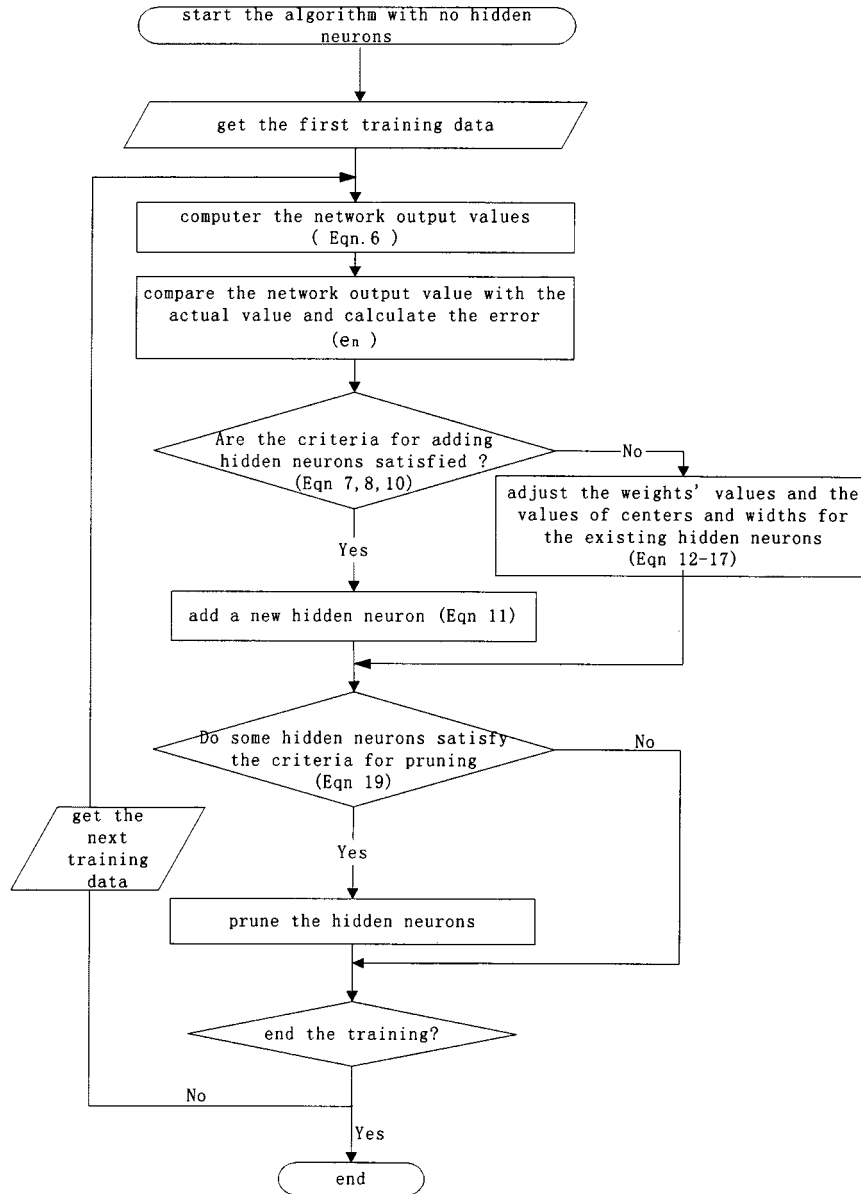 start the algorithm with no hidden
neurons
get the first training data
computer the network output values
( Eqn.6 )
compare the network output value with the
actual value and calculate the error
(en )
Are the criteria for adding
hidden neurons satisfied ?
(Eqn 7,8,10)
No
adjust the weights' values and the
values of centers and widths for
the existing hidden neurons
(Eqn 12-17)
Yes
add a new hidden neuron (Eqn 11)
Do some hidden neurons satisfy
the criteria for pruning
(Eqn 19)
No
get the
next
training
data
Yes
prune the hidden neurons
end the training?
No
Yes
end